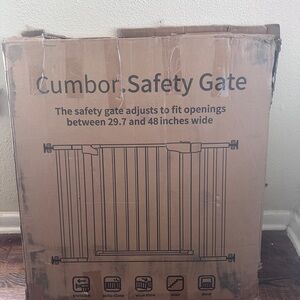 Cumbor.Safety Gate
The safety gate adjusts to fit openings
between 29.7 and 48 inches wide